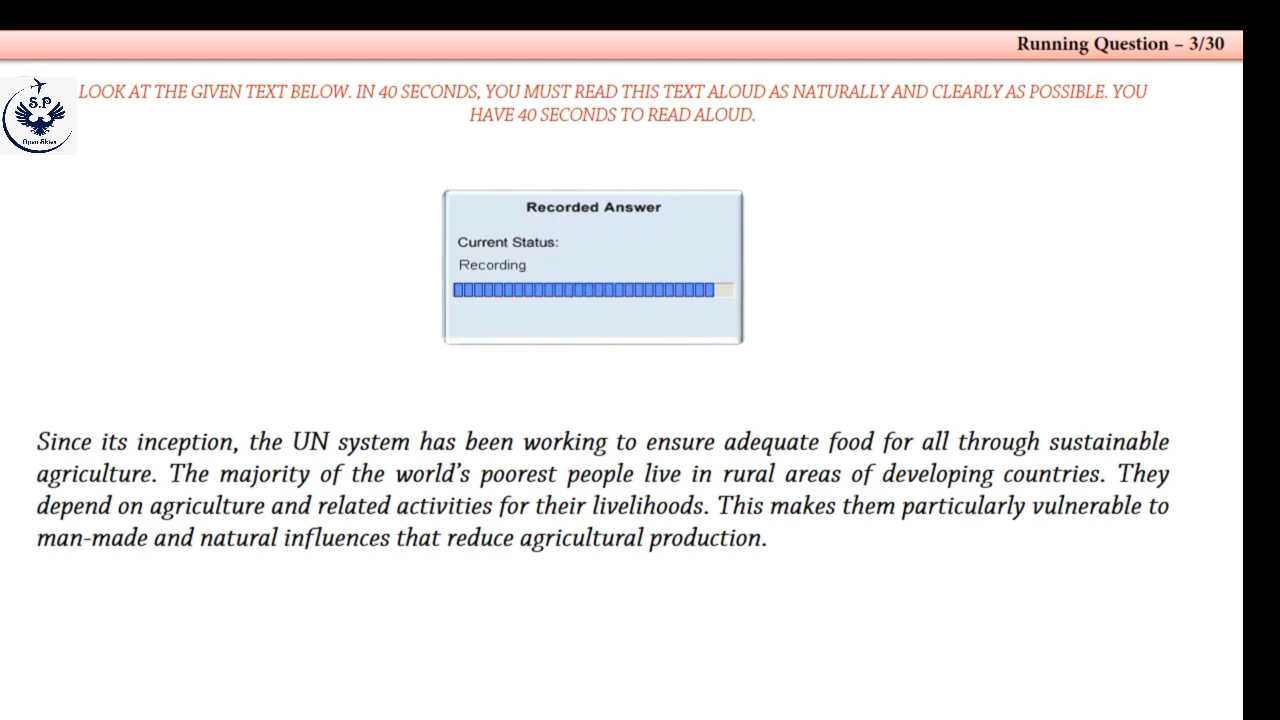 Running Question – 3/30
LOOK AT THE GIVEN TEXT BELOW. IN 40 SECONDS, YOU MUST READ THIS TEXT ALOUD AS NATURALLY AND CLEARLY AS POSSIBLE. YOU
HAVE 40 SECONDS TO READ ALOUD.
S.P
Open Skies
Recorded Answer
Current Status:
Recording
Since its inception, the UN system has been working to ensure adequate food for all through sustainable
agriculture. The majority of the world's poorest people live in rural areas of developing countries. They
depend on agriculture and related activities for their livelihoods. This makes them particularly vulnerable to
man-made and natural influences that reduce agricultural production.